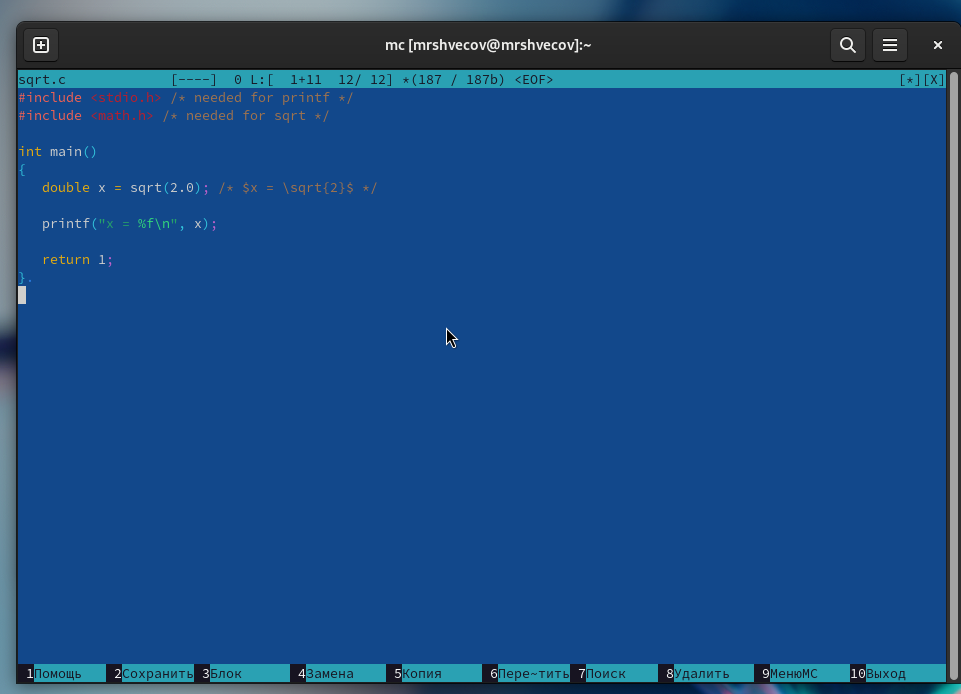 mc [mrshvecov@mrshvecov]:~
sqrt.c [----] 0 L:[ 1+11 12/ 12] *(187 / 187b) <EOF> [*][X]
#include <stdio.h> /* needed for printf */
#include <math.h> /* needed for sqrt */
int main()
{
double x = sqrt(2.0); /* $x = \sqrt{2}$ */
printf("x = %f\n", x);
return 1;
}.
1Помощь 2Сохранить 3Блок 4Замена 5Копия 6Пере~тить 7Поиск 8Удалить 9МенюМС 10Выход